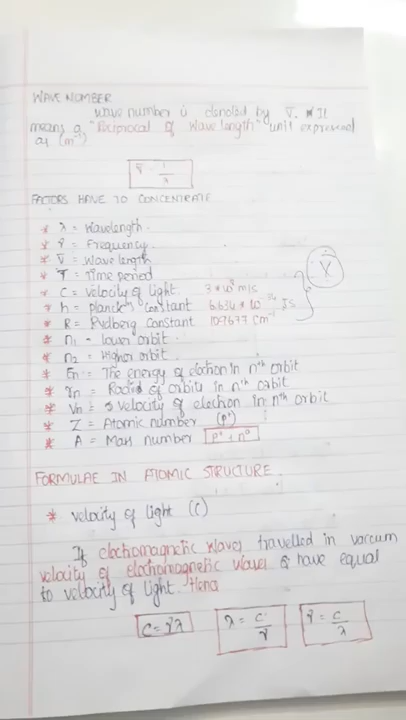 WAVE NUMBER
wave number is denoted by ν̅. It
means a "Reciprocal of wave length" unit expressed
as (m⁻¹)
ν̅ = 1/λ
FACTORS HAVE TO CONCENTRATE
* λ = Wavelength.
* γ = Frequency.
* ν̅ = Wave length
* T = Time period
* C = velocity of light 3*10⁸ m/s
* h = planck's constant 6.634*10⁻³⁴ JS
* R = Rydberg constant 109677 cm⁻¹
* n₁ - lower orbit.
* n₂ = Higher orbit.
* En = The energy of electron in nᵗʰ orbit
* rn = Radii of orbits in nᵗʰ orbit
* Vn = velocity of electron in nᵗʰ orbit
* Z = Atomic number (p⁺)
* A = Mass number p⁺+n⁰
FORMULAE IN ATOMIC STRUCTURE
* velocity of light (C)
If electromagnetic waves travelled in vaccum
velocity of electromagnetic waves have equal
to velocity of light. Hence
C=γλ λ = C/γ γ = C/λ